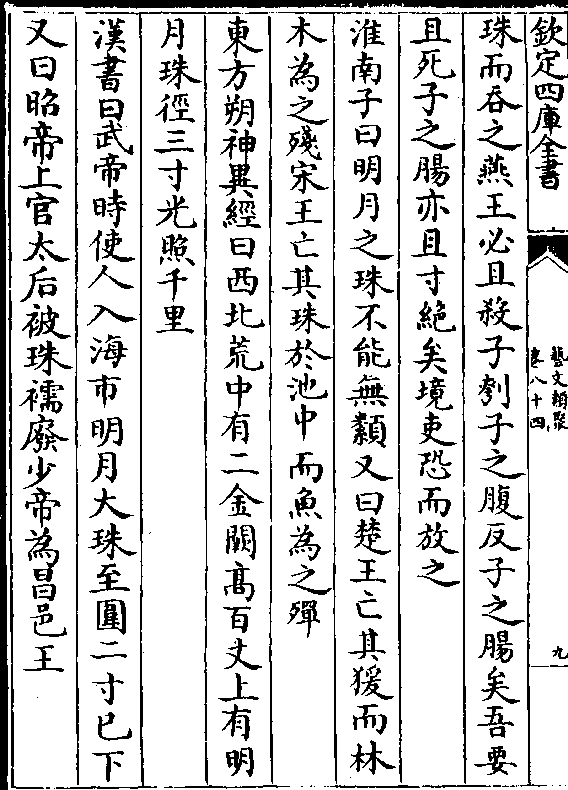 欽定四庫全書
藝文類聚
卷八十四
九
珠而吞之燕王必且殺子刳子之腹反子之腸矣吾要
且死子之腸亦且寸絶矣境吏恐而放之
淮南子曰明月之珠不能無纇又曰楚王亡其猨而林
木為之殘宋王亡其珠於池中而魚為之殫
東方朔神異經曰西北荒中有二金闕髙百丈上有明
月珠徑三寸光照千里
漢書曰武帝時使人入海市明月大珠至圍二寸已下
又曰昭帝上官太后被珠襦廢少帝為昌邑王